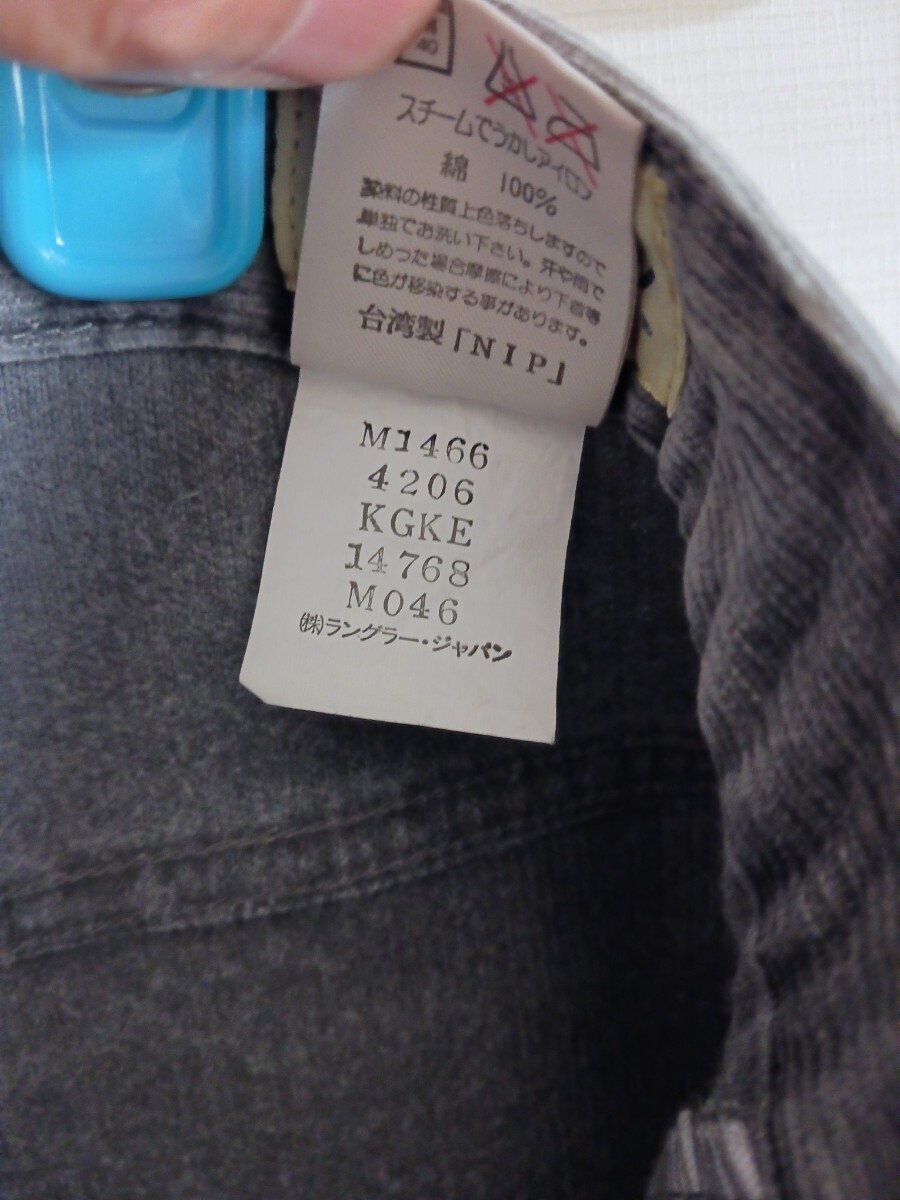 40
スチームでうかしアイロン
綿 100%
染料の性質上色落ちしますので
単独でお洗い下さい。汗や雨で
しめつた場合摩擦により下着等
に色が移染する事があります。
台湾製「NIP」
M1466
4206
KGKE
14768
M046
㈱ラングラー・ジャパン